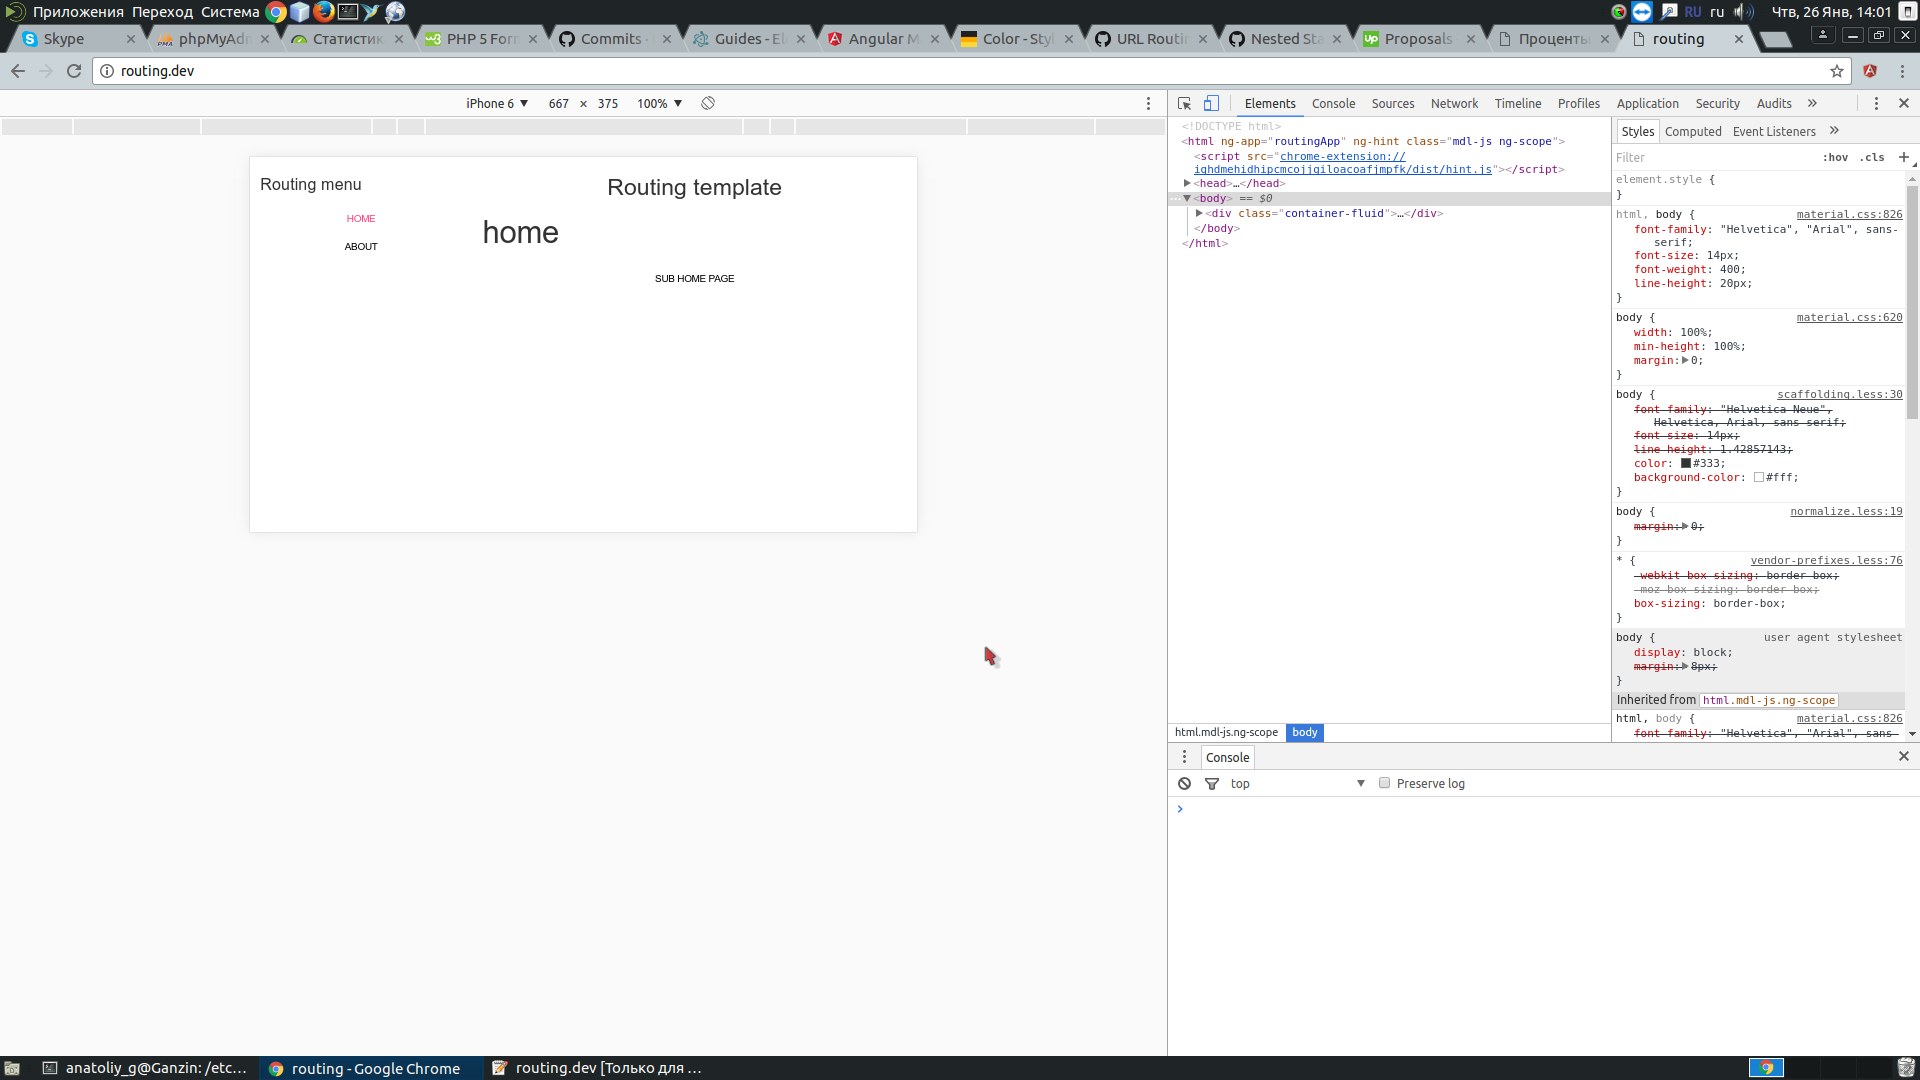 Приложения Переход Система
RU ru Чтв, 26 Янв, 14:01
Skype
phpMyAdm
Статистик
PHP 5 Forr
Commits ·
Guides - El
Angular M
Color - Styl
URL Routin
Nested Sta
Proposals
Проценты
routing
routing.dev
iPhone 6 ▼ 667 × 375 100% ▼
Elements Console Sources Network Timeline Profiles Application Security Audits »
Routing menu
HOME
ABOUT
Routing template
home
SUB HOME PAGE
<!DOCTYPE html>
<html ng-app="routingApp" ng-hint class="mdl-js ng-scope">
<script src="chrome-extension://
ighdmehidhipcmcojjgiloacoafjmpfk/dist/hint.js"></script>
▶<head>…</head>
…▼<body> == $0
▶<div class="container-fluid">…</div>
</body>
</html>
html.mdl-js.ng-scope body
Styles Computed Event Listeners »
Filter :hov .cls +
element.style {
}
html, body { material.css:826
font-family: "Helvetica", "Arial", sans-
serif;
font-size: 14px;
font-weight: 400;
line-height: 20px;
}
body { material.css:620
width: 100%;
min-height: 100%;
margin:▶0;
}
body { scaffolding.less:30
font-family: "Helvetica Neue",
Helvetica, Arial, sans-serif;
font-size: 14px;
line-height: 1.42857143;
color: #333;
background-color: #fff;
}
body { normalize.less:19
margin:▶0;
}
* { vendor-prefixes.less:76
-webkit-box-sizing: border-box;
-moz-box-sizing: border-box;
box-sizing: border-box;
}
body { user agent stylesheet
display: block;
margin:▶8px;
}
Inherited from html.mdl-js.ng-scope
html, body { material.css:826
font-family: "Helvetica", "Arial", sans-
Console
top ▼ Preserve log
>
anatoliy_g@Ganzin: /etc…
routing - Google Chrome
routing.dev [Только для …